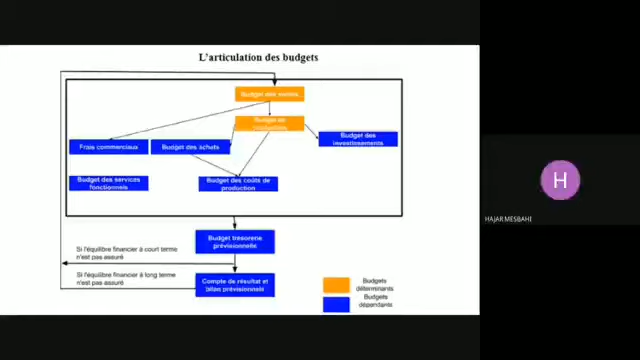 L'articulation des budgets
Budget des ventes
Budget de production
Budget des
investissements
Frais commerciaux
Budget des achats
Budget des services
fonctionnels
Budget des coûts de
production
Budget trésorerie
prévisionnelle
Si l'équilibre financier à court terme
n'est pas assuré
Si l'équilibre financier à long terme
n'est pas assuré
Compte de résultat et
bilan prévisionnels
Budgets
déterminants
Budgets
dépendants
H
HAJAR MESBAHI